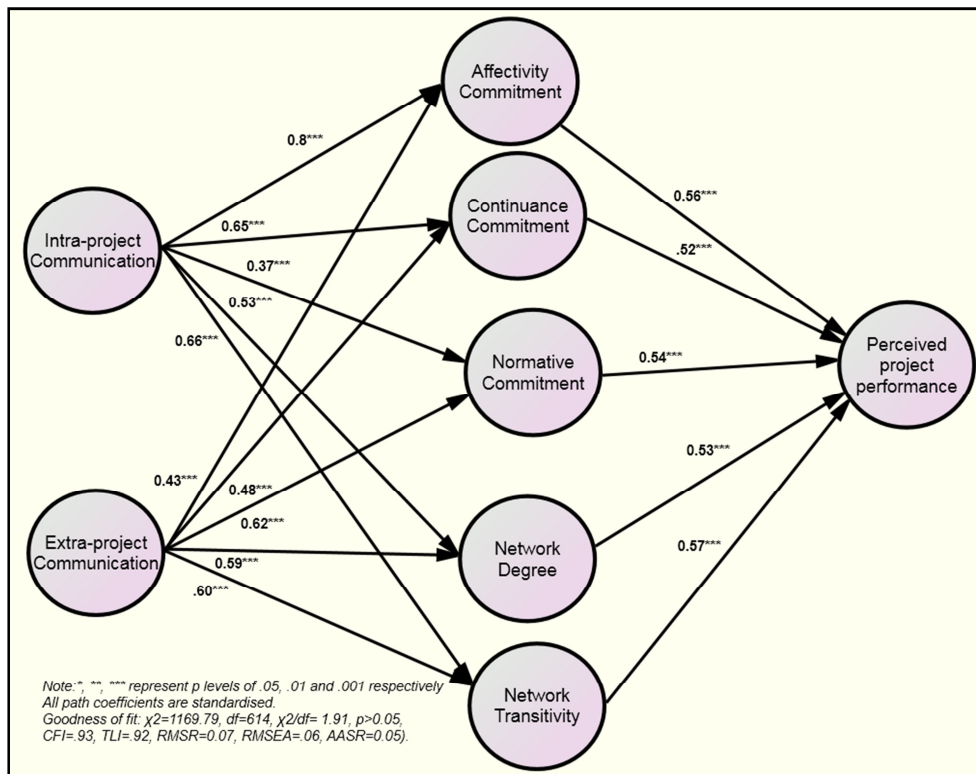 Affectivity
Commitment
0.8***
Continuance
Commitment
0.56***
0.65***
.52***
Intra-project
Communication
0.37***
0.53***
0.66***
Normative
Commitment
0.54***
Perceived
project
performance
0.43***
0.48***
0.53***
0.62***
Extra-project
Communication
0.59***
.60***
Network
Degree
0.57***
Network
Transitivity
Note:*, **, *** represent p levels of .05, .01 and .001 respectively
All path coefficients are standardised.
Goodness of fit: χ2=1169.79, df=614, χ2/df= 1.91, p>0.05,
CFI=.93, TLI=.92, RMSR=0.07, RMSEA=.06, AASR=0.05).